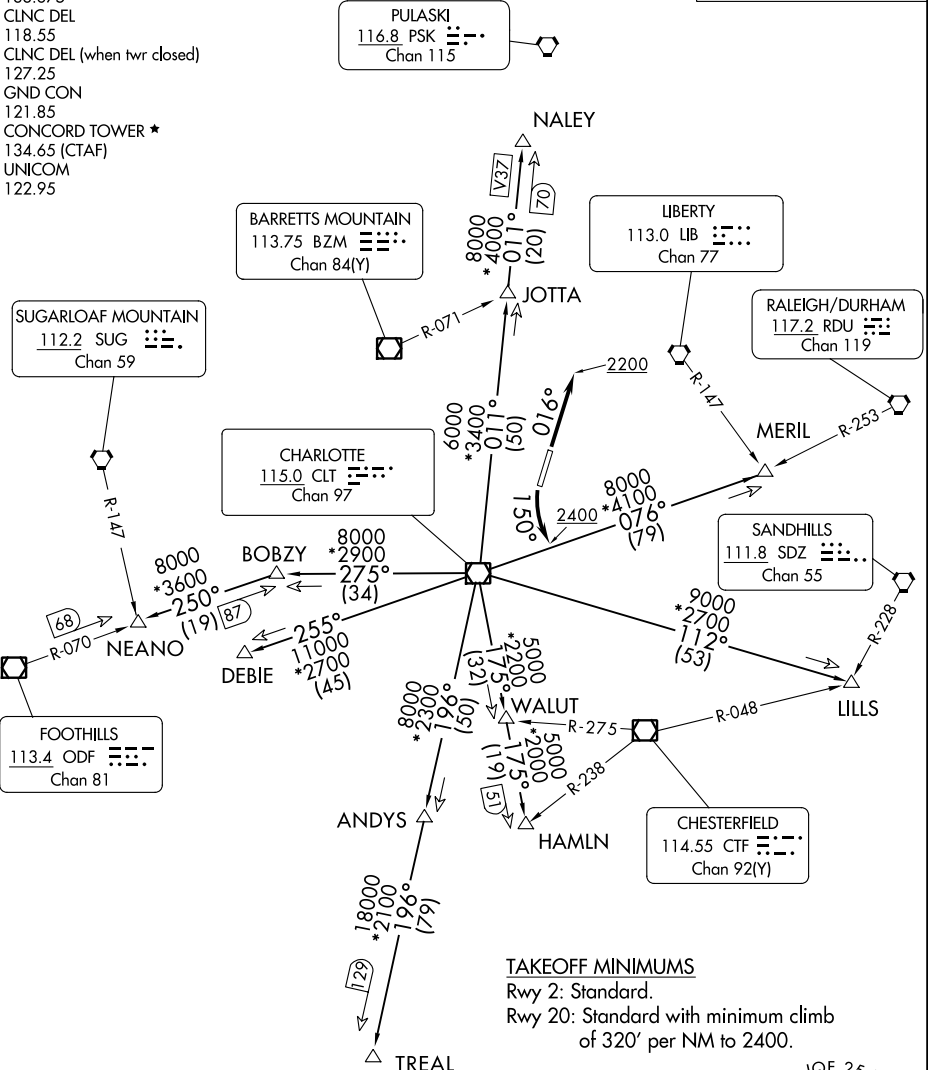 CLNC DEL
118.55
CLNC DEL (when twr closed)
127.25
GND CON
121.85
CONCORD TOWER ★
134.65 (CTAF)
UNICOM
122.95
PULASKI
116.8 PSK
Chan 115
NALEY
V37
70
8000
*4000
011°
(20)
BARRETTS MOUNTAIN
113.75 BZM
Chan 84(Y)
LIBERTY
113.0 LIB
Chan 77
JOTTA
R-071
SUGARLOAF MOUNTAIN
112.2 SUG
Chan 59
RALEIGH/DURHAM
117.2 RDU
Chan 119
2200
016°
R-147
R-253
MERIL
6000
*3400
011°
(50)
CHARLOTTE
115.0 CLT
Chan 97
150°
2400
8000
*4100
076°
(79)
R-147
SANDHILLS
111.8 SDZ
Chan 55
BOBZY
8000
*2900
275°
(34)
8000
*3600
250°
(19)
87
68
R-070
NEANO
DEBIE
255°
11000
*2700
(45)
9000
*2700
112°
(53)
R-228
LILLS
5000
*2200
175°
(32)
WALUT
8000
*2300
196°
(50)
R-275
R-048
FOOTHILLS
113.4 ODF
Chan 81
5000
*2000
175°
(19)
51
R-238
ANDYS
HAMLN
CHESTERFIELD
114.55 CTF
Chan 92(Y)
18000
*2100
196°
(79)
129
TREAL
TAKEOFF MINIMUMS
Rwy 2: Standard.
Rwy 20: Standard with minimum climb
of 320' per NM to 2400.